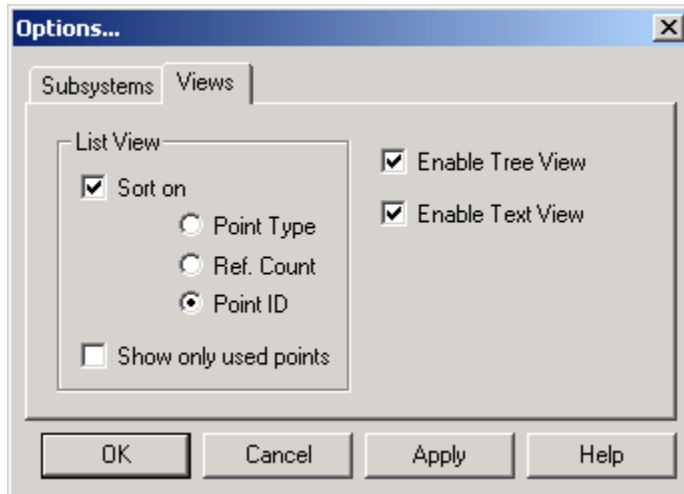 Options...
Subsystems Views
List View
Sort on
Point Type
Ref. Count
Point ID
Show only used points
Enable Tree View
Enable Text View
OK Cancel Apply Help